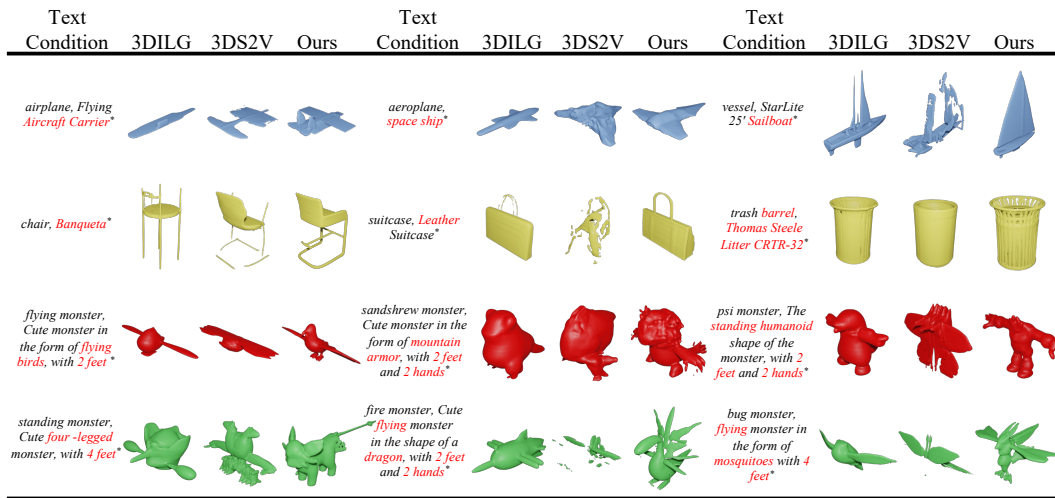 Text Condition 3DILG 3DS2V Ours Text Condition 3DILG 3DS2V Ours Text Condition 3DILG 3DS2V Ours
airplane, Flying
Aircraft Carrier*
aeroplane,
space ship*
vessel, StarLite
25' Sailboat*
chair, Banqueta*
suitcase, Leather
Suitcase*
trash barrel,
Thomas Steele
Litter CRTR-32*
flying monster,
Cute monster in
the form of flying
birds, with 2 feet*
sandshrew monster,
Cute monster in the
form of mountain
armor, with 2 feet
and 2 hands*
psi monster, The
standing humanoid
shape of the
monster, with 2
feet and 2 hands*
standing monster,
Cute four -legged
monster, with 4 feet*
fire monster, Cute
flying monster
in the shape of a
dragon, with 2 feet
and 2 hands*
bug monster,
flying monster in
the form of
mosquitoes with 4
feet*